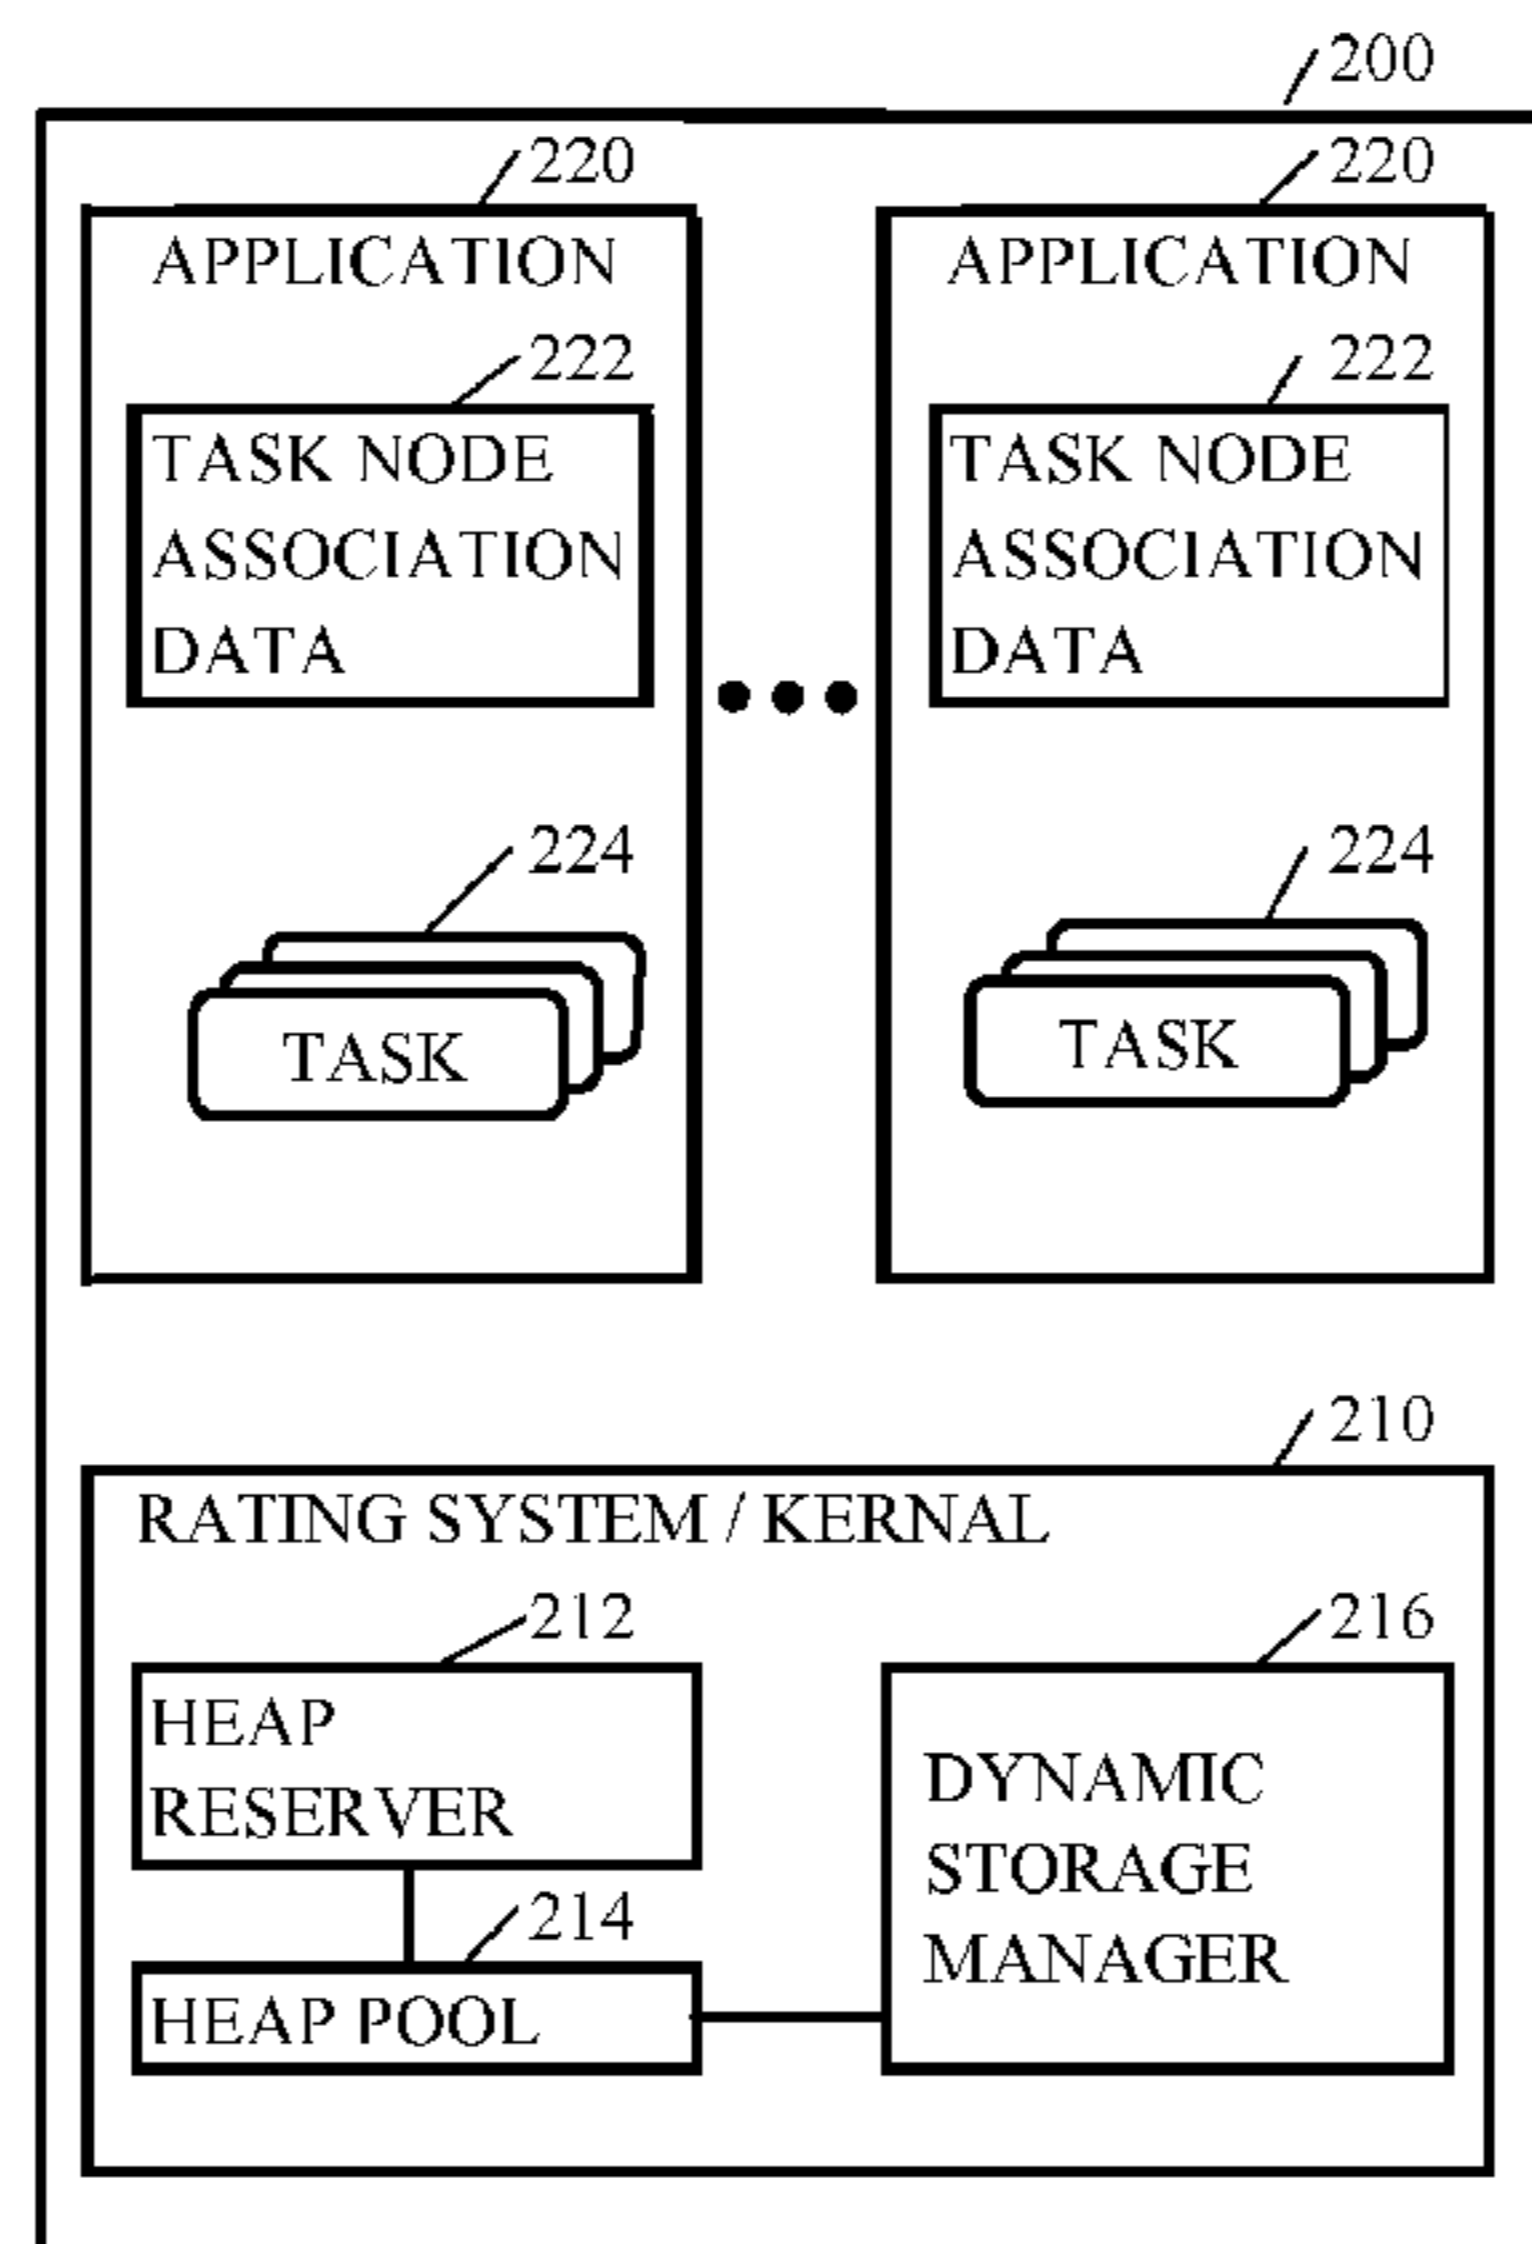 200
220
APPLICATION
222
TASK NODE
ASSOCIATION
DATA
224
TASK
220
APPLICATION
222
TASK NODE
ASSOCIATION
DATA
224
TASK
210
RATING SYSTEM / KERNAL
212
HEAP
RESERVER
214
HEAP POOL
216
DYNAMIC
STORAGE
MANAGER